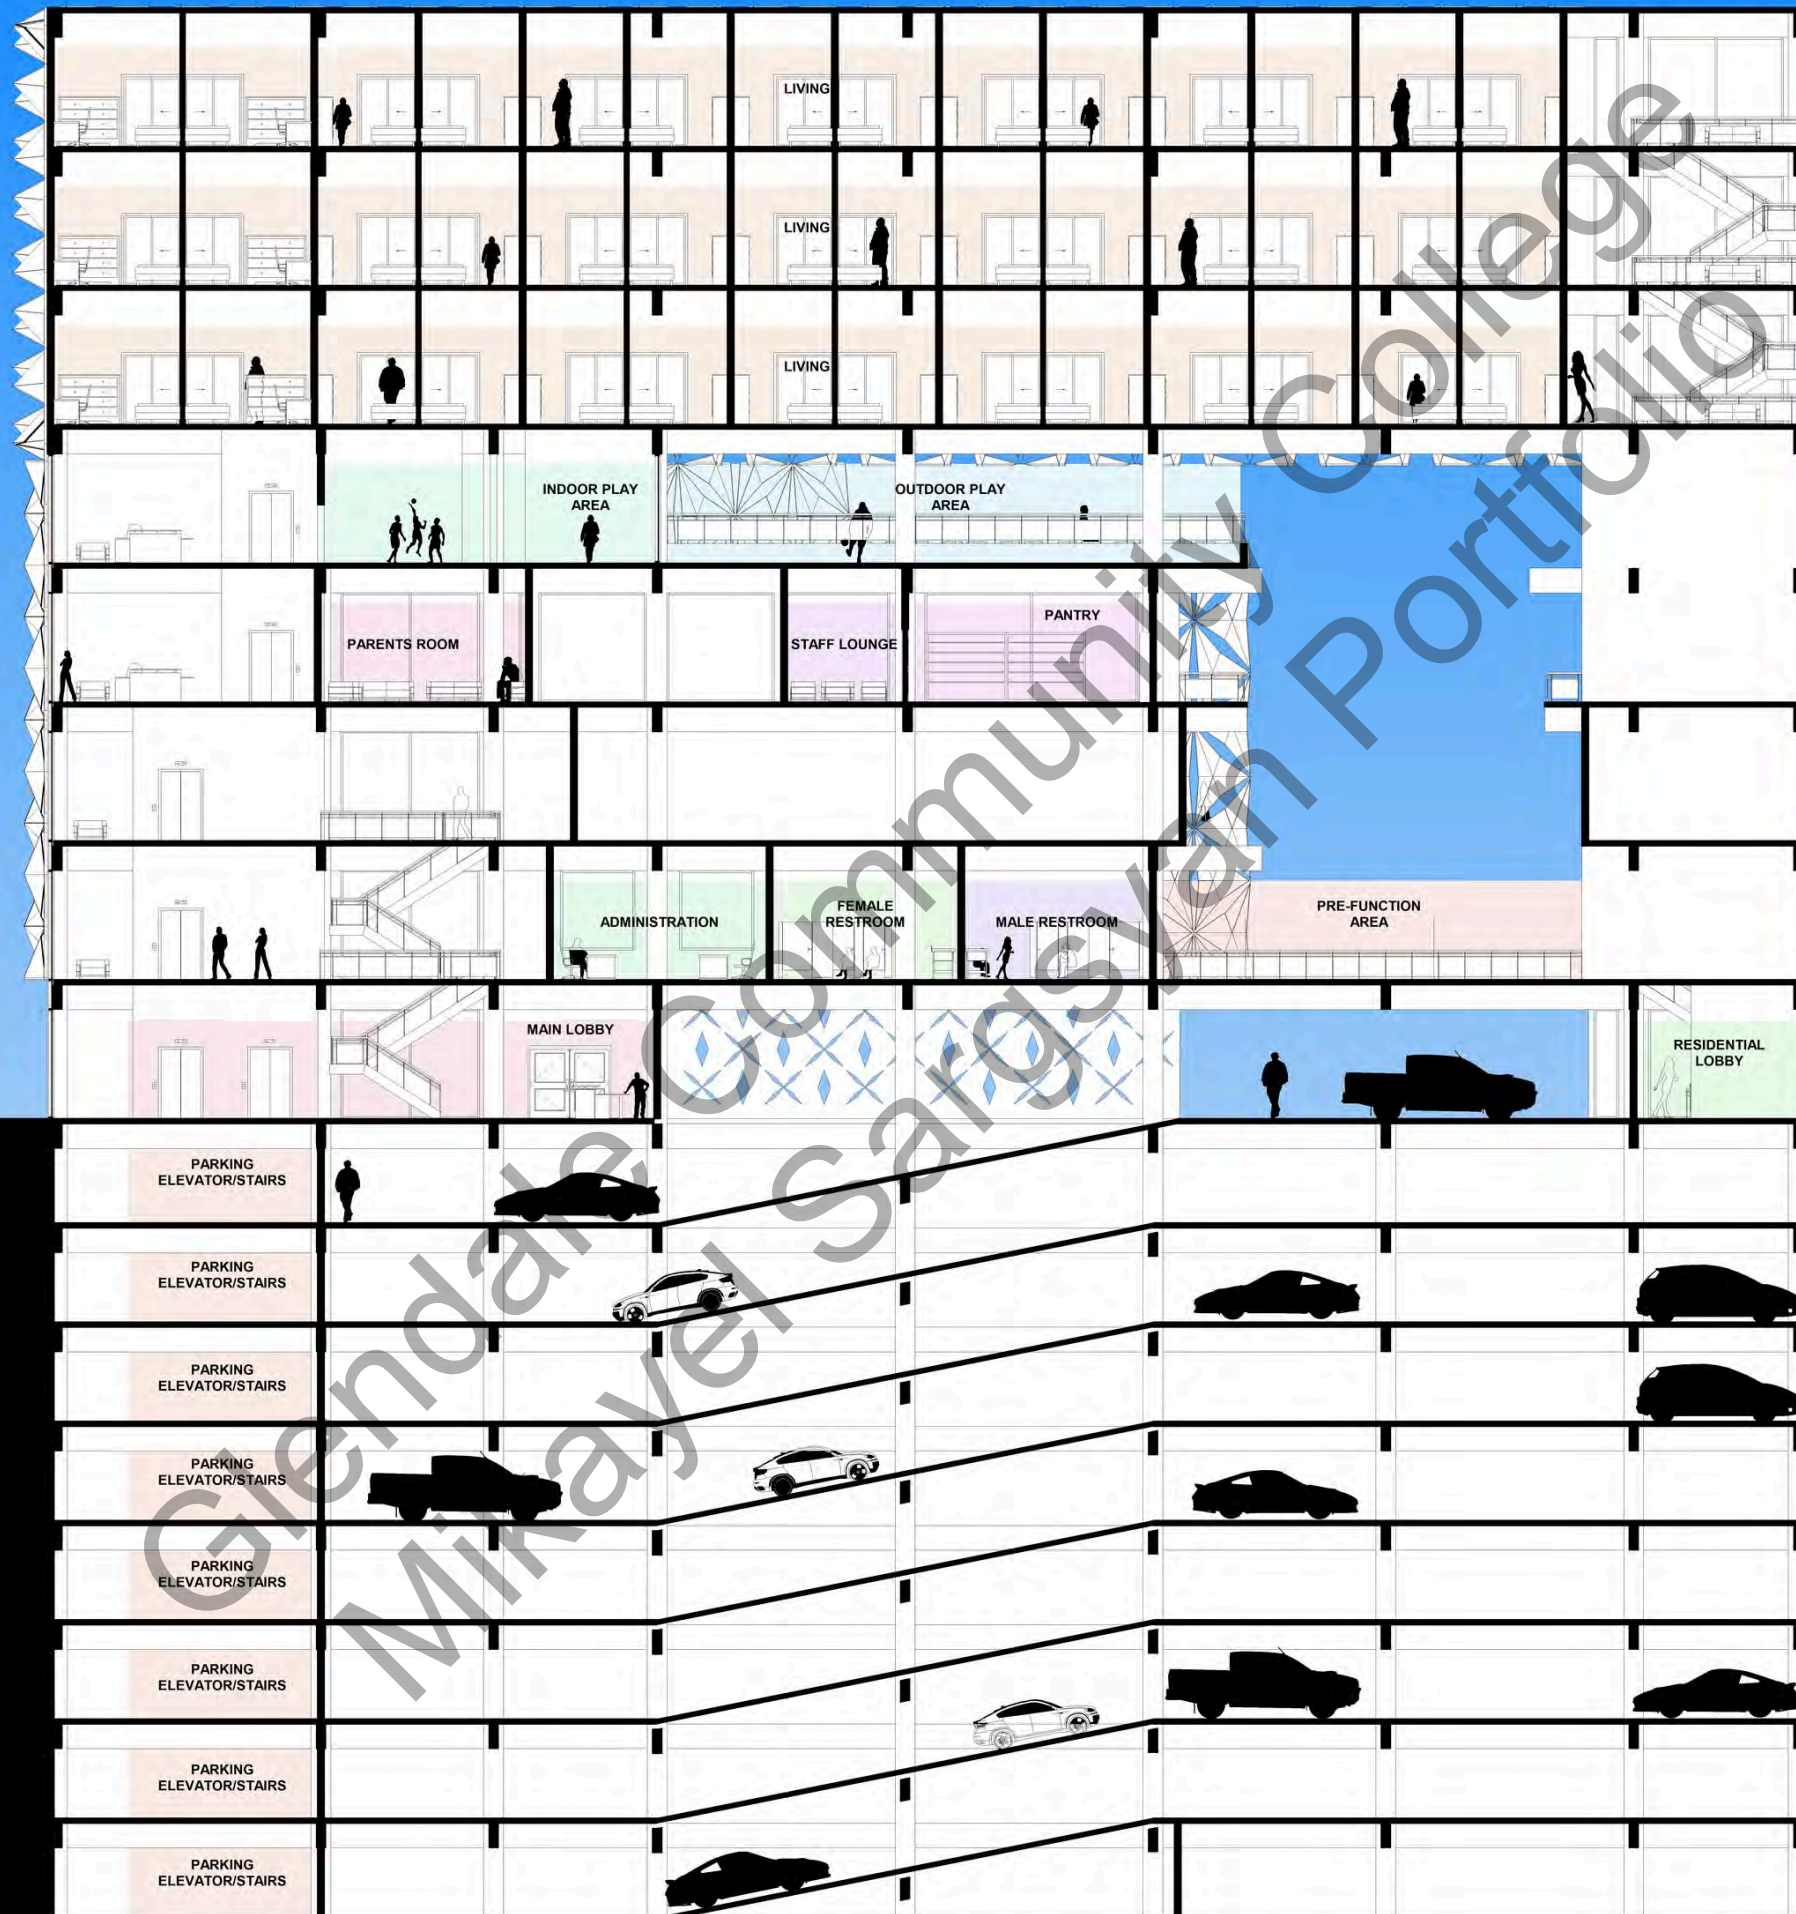 LIVING
LIVING
LIVING
INDOOR PLAY
AREA
OUTDOOR PLAY
AREA
PARENTS ROOM
STAFF LOUNGE
PANTRY
ADMINISTRATION
FEMALE
RESTROOM
MALE RESTROOM
PRE-FUNCTION
AREA
MAIN LOBBY
RESIDENTIAL
LOBBY
PARKING
ELEVATOR/STAIRS
PARKING
ELEVATOR/STAIRS
PARKING
ELEVATOR/STAIRS
PARKING
ELEVATOR/STAIRS
PARKING
ELEVATOR/STAIRS
PARKING
ELEVATOR/STAIRS
PARKING
ELEVATOR/STAIRS
PARKING
ELEVATOR/STAIRS
Glendale Community College
Mikayel Sargsyan Portfolio